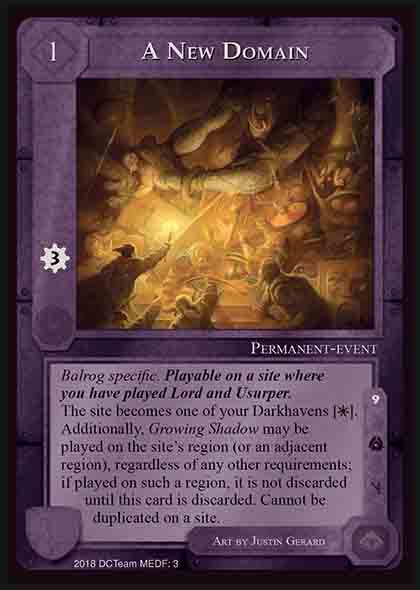 1
A New Domain
3
Permanent-event
Balrog specific. Playable on a site where
you have played Lord and Usurper.
The site becomes one of your Darkhavens [✶].
Additionally, Growing Shadow may be
played on the site's region (or an adjacent
region), regardless of any other requirements;
if played on such a region, it is not discarded
until this card is discarded. Cannot be
duplicated on a site.
9
Art by Justin Gerard
2018 DCTeam MEDF: 3